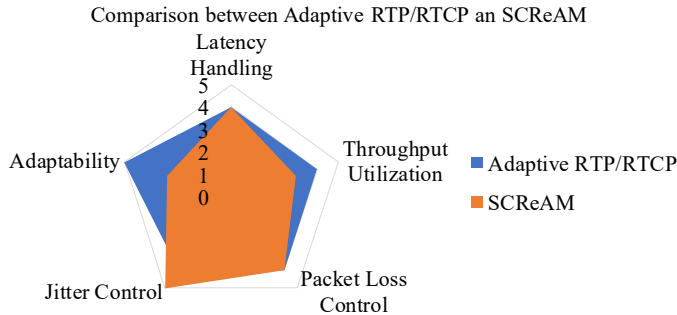 Comparison between Adaptive RTP/RTCP an SCReAM
Latency
Handling
5
4
3
2
1
0
Adaptability
Throughput
Utilization
Adaptive RTP/RTCP
SCReAM
Jitter Control
Packet Loss
Control